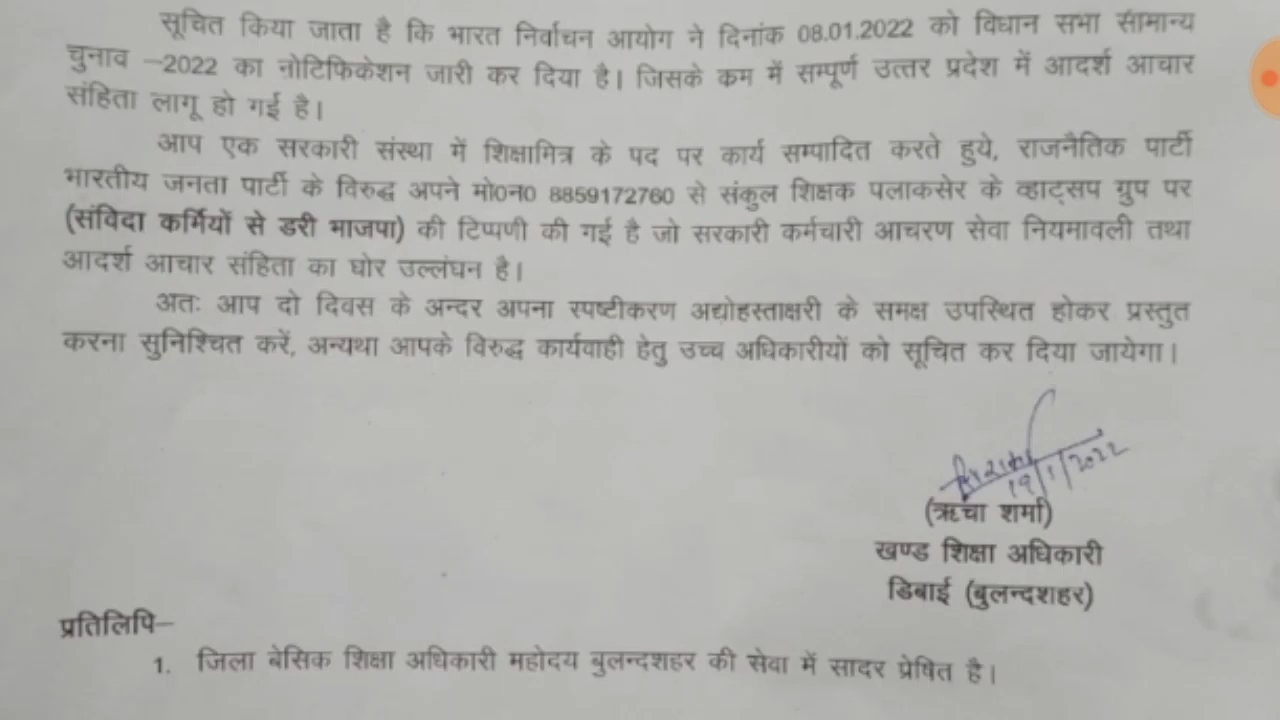 सूचित किया जाता है कि भारत निर्वाचन आयोग ने दिनांक 08.01.2022 को विधान सभा सामान्य
चुनाव –2022 का नोटिफिकेशन जारी कर दिया है। जिसके कम में सम्पूर्ण उत्तर प्रदेश में आदर्श आचार
संहिता लागू हो गई है।
आप एक सरकारी संस्था में शिक्षामित्र के पद पर कार्य सम्पादित करते हुये, राजनैतिक पार्टी
भारतीय जनता पार्टी के विरुद्ध अपने मो0न0 8859172760 से संकुल शिक्षक पलाकसेर के व्हाट्सप ग्रुप पर
(संविदा कर्मियों से डरी भाजपा) की टिप्पणी की गई है जो सरकारी कर्मचारी आचरण सेवा नियमावली तथा
आदर्श आचार संहिता का घोर उल्लंघन है।
अतः आप दो दिवस के अन्दर अपना स्पष्टीकरण अद्योहस्ताक्षरी के समक्ष उपस्थित होकर प्रस्तुत
करना सुनिश्चित करें, अन्यथा आपके विरुद्ध कार्यवाही हेतु उच्च अधिकारीयों को सूचित कर दिया जायेगा।
19/1/2022
(ऋचा शर्मा)
खण्ड शिक्षा अधिकारी
डिबाई (बुलन्दशहर)
प्रतिलिपि–
1. जिला बेसिक शिक्षा अधिकारी महोदय बुलन्दशहर की सेवा में सादर प्रेषित है।